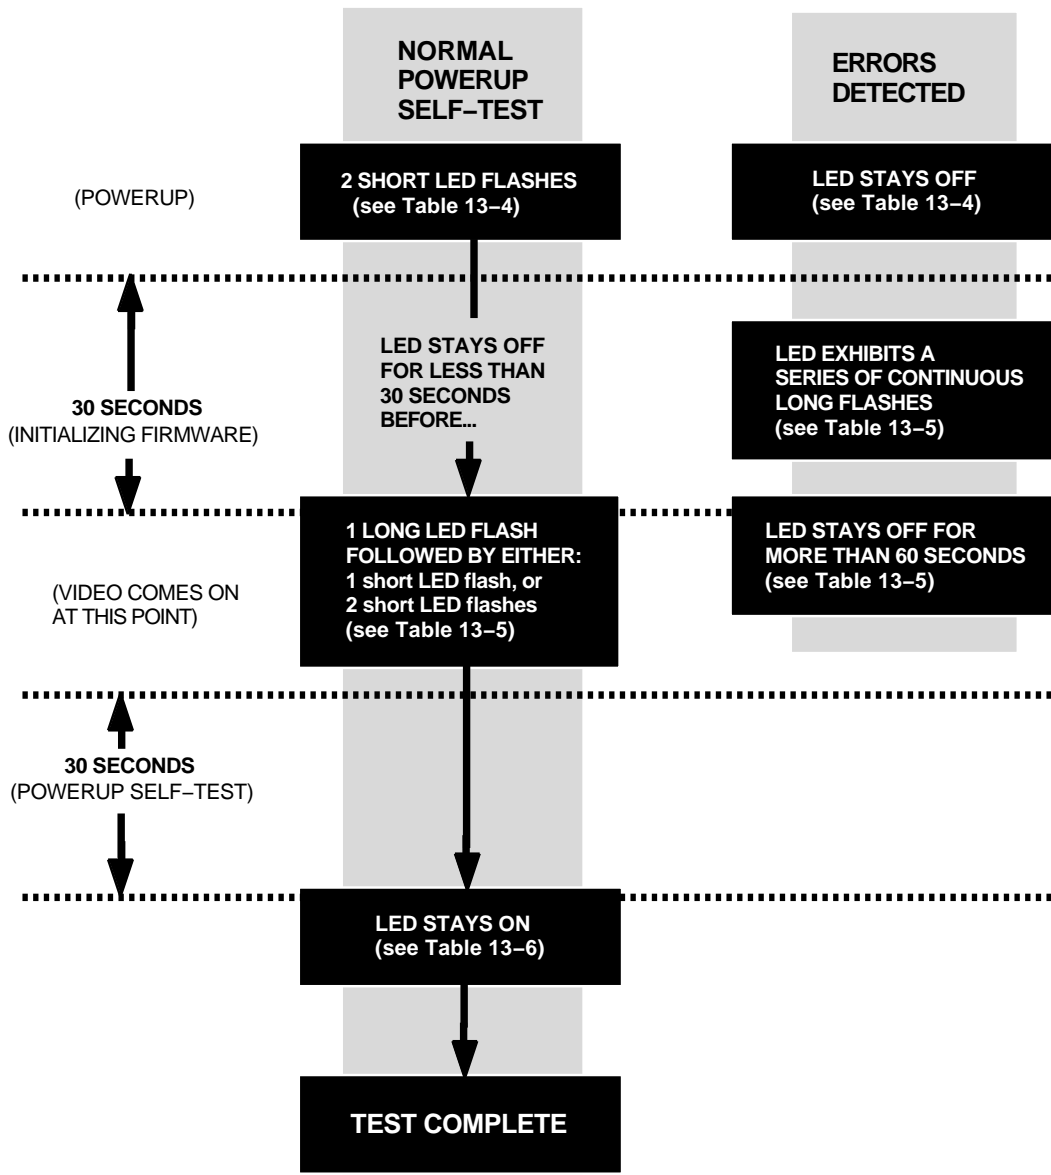 NORMAL
POWERUP
SELF–TEST
ERRORS
DETECTED
(POWERUP)
2 SHORT LED FLASHES
(see Table 13–4)
LED STAYS OFF
(see Table 13–4)
30 SECONDS
(INITIALIZING FIRMWARE)
LED STAYS OFF
FOR LESS THAN
30 SECONDS
BEFORE...
LED EXHIBITS A
SERIES OF CONTINUOUS
LONG FLASHES
(see Table 13–5)
(VIDEO COMES ON
AT THIS POINT)
1 LONG LED FLASH
FOLLOWED BY EITHER:
1 short LED flash, or
2 short LED flashes
(see Table 13–5)
LED STAYS OFF FOR
MORE THAN 60 SECONDS
(see Table 13–5)
30 SECONDS
(POWERUP SELF–TEST)
LED STAYS ON
(see Table 13–6)
TEST COMPLETE